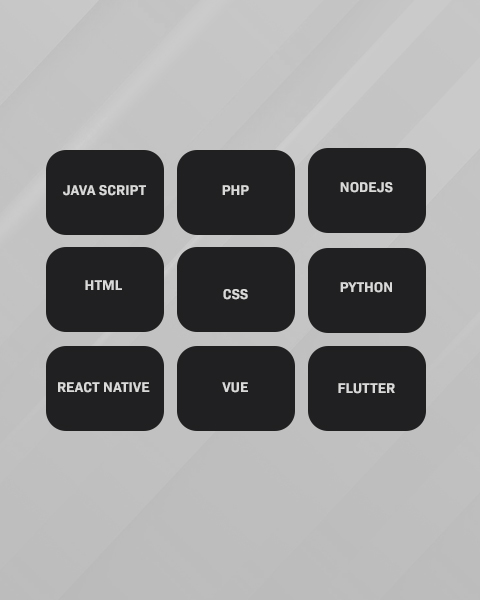 JAVA SCRIPT
PHP
NODEJS
HTML
CSS
PYTHON
REACT NATIVE
VUE
FLUTTER